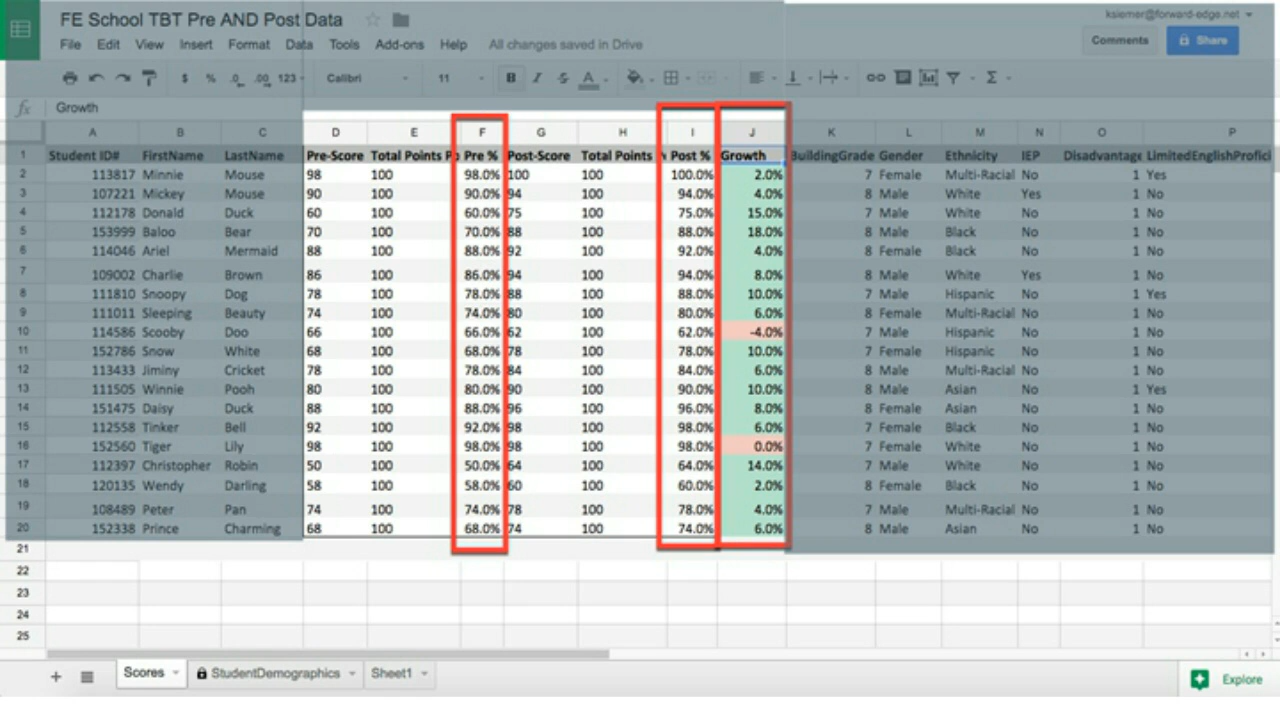 FE School TBT Pre AND Post Data
ksiemer@forward-edge.net
File Edit View Insert Format Data Tools Add-ons Help All changes saved in Drive Comments Share
$ % .0 .00 123 Calibri 11 B I S A Σ
fx Growth
A B C D E F G H I J K L M N O P
1 Student ID# FirstName LastName Pre-Score Total Points Po Pre % Post-Score Total Points Post % Growth BuildingGrade Gender Ethnicity IEP Disadvantage LimitedEnglishProfici
2 113817 Minnie Mouse 98 100 98.0% 100 100 100.0% 2.0% 7 Female Multi-Racial No 1 Yes
3 107221 Mickey Mouse 90 100 90.0% 94 100 94.0% 4.0% 8 Male White Yes 1 No
4 112178 Donald Duck 60 100 60.0% 75 100 75.0% 15.0% 7 Male White No 1 No
5 153999 Baloo Bear 70 100 70.0% 88 100 88.0% 18.0% 8 Male Black No 1 No
6 114046 Ariel Mermaid 88 100 88.0% 92 100 92.0% 4.0% 8 Female Black No 1 No
7 109002 Charlie Brown 86 100 86.0% 94 100 94.0% 8.0% 8 Male White Yes 1 No
8 111810 Snoopy Dog 78 100 78.0% 88 100 88.0% 10.0% 7 Male Hispanic No 1 Yes
9 111011 Sleeping Beauty 74 100 74.0% 80 100 80.0% 6.0% 8 Female Multi-Racial No 1 No
10 114586 Scooby Doo 66 100 66.0% 62 100 62.0% -4.0% 7 Male Hispanic No 1 No
11 152786 Snow White 68 100 68.0% 78 100 78.0% 10.0% 7 Female Hispanic No 1 No
12 113433 Jiminy Cricket 78 100 78.0% 84 100 84.0% 6.0% 8 Male Multi-Racial No 1 No
13 111505 Winnie Pooh 80 100 80.0% 90 100 90.0% 10.0% 8 Male Asian No 1 Yes
14 151475 Daisy Duck 88 100 88.0% 96 100 96.0% 8.0% 8 Female Asian No 1 No
15 112558 Tinker Bell 92 100 92.0% 98 100 98.0% 6.0% 7 Female Black No 1 No
16 152560 Tiger Lily 98 100 98.0% 98 100 98.0% 0.0% 7 Female White No 1 No
17 112397 Christopher Robin 50 100 50.0% 64 100 64.0% 14.0% 7 Male White No 1 No
18 120135 Wendy Darling 58 100 58.0% 60 100 60.0% 2.0% 8 Female Black No 1 No
19 108489 Peter Pan 74 100 74.0% 78 100 78.0% 4.0% 7 Male Multi-Racial No 1 No
20 152338 Prince Charming 68 100 68.0% 74 100 74.0% 6.0% 8 Male Asian No 1 No
21
22
23
24
25
Scores StudentDemographics Sheet1 Explore